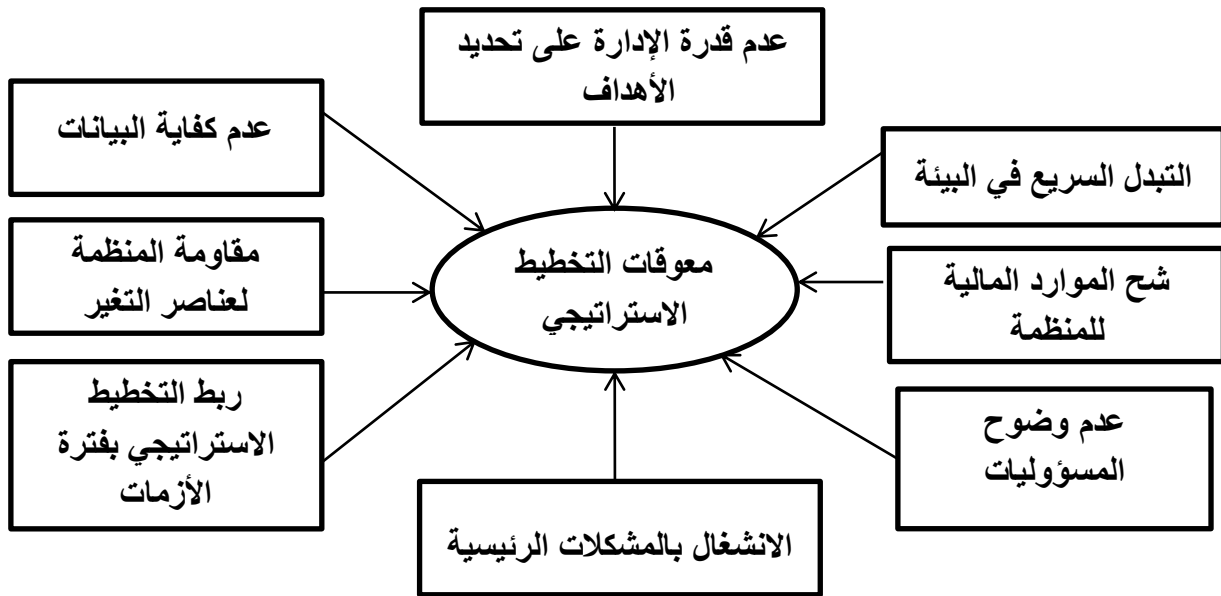 عدم قدرة الإدارة على تحديد
الأهداف
التبدل السريع في البيئة
عدم كفاية البيانات
معوقات التخطيط
الاستراتيجي
شح الموارد المالية
للمنظمة
مقاومة المنظمة
لعناصر التغير
عدم وضوح
المسؤوليات
ربط التخطيط
الاستراتيجي بفترة
الأزمات
الانشغال بالمشكلات الرئيسية